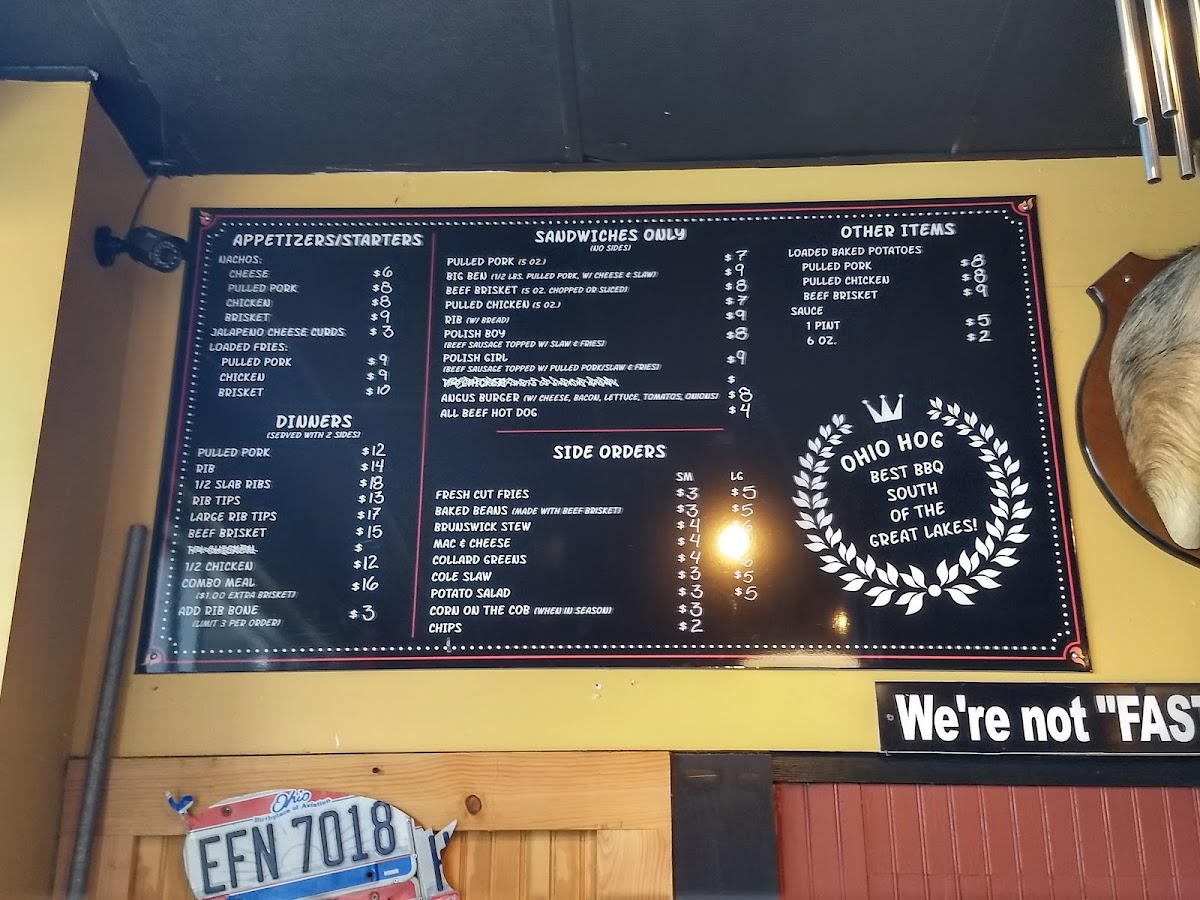 APPETIZERS/STARTERS
NACHOS:
CHEESE $6
PULLED PORK $8
CHICKEN $8
BRISKET $9
JALAPENO CHEESE CURDS $3
LOADED FRIES:
PULLED PORK $9
CHICKEN $9
BRISKET $10
DINNERS
(SERVED WITH 2 SIDES)
PULLED PORK $12
RIB $14
1/2 SLAB RIBS $18
RIB TIPS $13
LARGE RIB TIPS $17
BEEF BRISKET $15
$
1/2 CHICKEN $12
COMBO MEAL $16
($1.00 EXTRA BRISKET)
ADD RIB BONE $3
(LIMIT 3 PER ORDER)
SANDWICHES ONLY
(NO SIDES)
PULLED PORK (5 OZ.) $7
BIG BEN (1/2 LBS. PULLED PORK, W/ CHEESE & SLAW) $9
BEEF BRISKET (5 OZ. CHOPPED OR SLICED) $8
PULLED CHICKEN (5 OZ.) $7
RIB (W/ BREAD) $9
POLISH BOY $8
(BEEF SAUSAGE TOPPED W/ SLAW & FRIES)
POLISH GIRL $9
(BEEF SAUSAGE TOPPED W/ PULLED PORK/SLAW & FRIES)
$
ANGUS BURGER (W/ CHEESE, BACON, LETTUCE, TOMATOS, ONIONS) $8
ALL BEEF HOT DOG $4
SIDE ORDERS
SM LG
FRESH CUT FRIES $3 $5
BAKED BEANS (MADE WITH BEEF BRISKET) $3 $5
BRUNSWICK STEW $4
MAC & CHEESE $4
COLLARD GREENS $4
COLE SLAW $3 $5
POTATO SALAD $3 $5
CORN ON THE COB (WHEN IN SEASON) $3
CHIPS $2
OTHER ITEMS
LOADED BAKED POTATOES
PULLED PORK $8
PULLED CHICKEN $8
BEEF BRISKET $9
SAUCE
1 PINT $5
6 OZ. $2
OHIO HOG
BEST BBQ
SOUTH
OF THE
GREAT LAKES!
We're not "FAST
Ohio
Birthplace of Aviation
EFN 7018